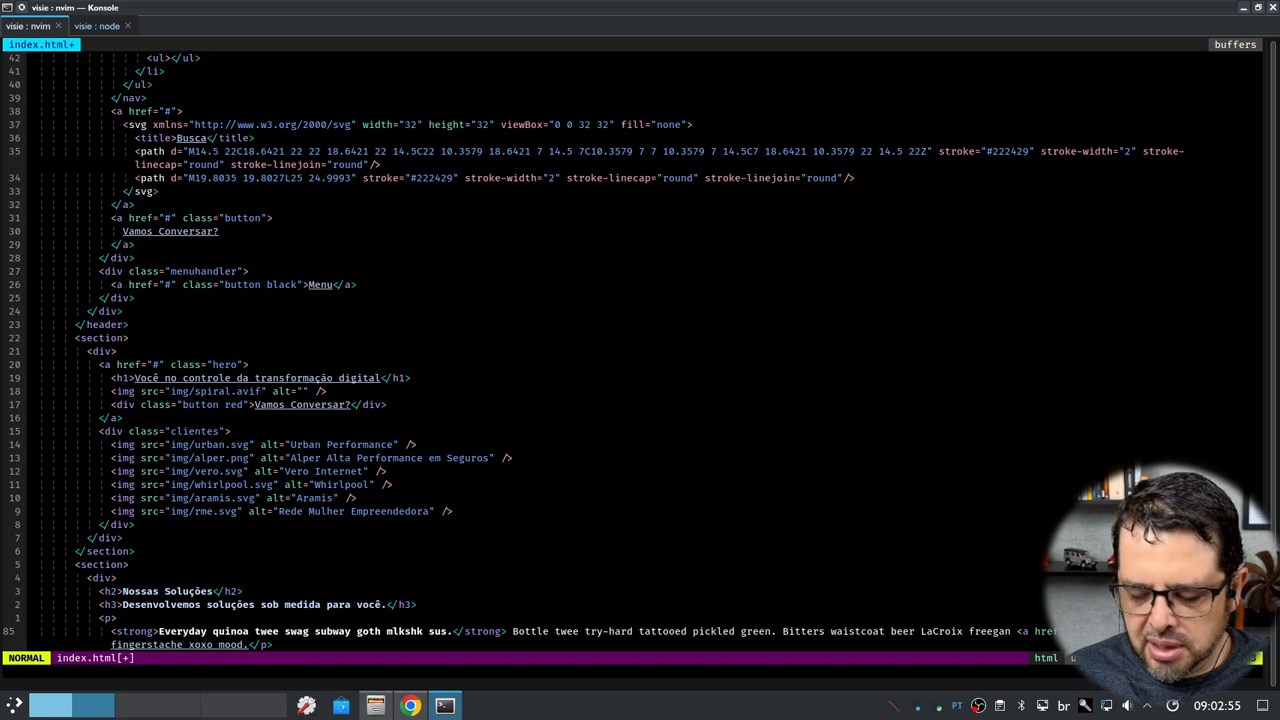 visie : nvim — Konsole
visie : nvim
visie : node
index.html+
buffers
42 <ul></ul>
41 </li>
40 </ul>
39 </nav>
38 <a href="#">
37 <svg xmlns="http://www.w3.org/2000/svg" width="32" height="32" viewBox="0 0 32 32" fill="none">
36 <title>Busca</title>
35 <path d="M14.5 22C18.6421 22 22 18.6421 22 14.5C22 10.3579 18.6421 7 14.5 7C10.3579 7 7 10.3579 7 14.5C7 18.6421 10.3579 22 14.5 22Z" stroke="#222429" stroke-width="2" stroke-
linecap="round" stroke-linejoin="round"/>
34 <path d="M19.8035 19.8027L25 24.9993" stroke="#222429" stroke-width="2" stroke-linecap="round" stroke-linejoin="round"/>
33 </svg>
32 </a>
31 <a href="#" class="button">
30 Vamos Conversar?
29 </a>
28 </div>
27 <div class="menuhandler">
26 <a href="#" class="button black">Menu</a>
25 </div>
24 </div>
23 </header>
22 <section>
21 <div>
20 <a href="#" class="hero">
19 <h1>Você no controle da transformação digital</h1>
18 <img src="img/spiral.avif" alt="" />
17 <div class="button red">Vamos Conversar?</div>
16 </a>
15 <div class="clientes">
14 <img src="img/urban.svg" alt="Urban Performance" />
13 <img src="img/alper.png" alt="Alper Alta Performance em Seguros" />
12 <img src="img/vero.svg" alt="Vero Internet" />
11 <img src="img/whirlpool.svg" alt="Whirlpool" />
10 <img src="img/aramis.svg" alt="Aramis" />
9 <img src="img/rme.svg" alt="Rede Mulher Empreendedora" />
8 </div>
7 </div>
6 </section>
5 <section>
4 <div>
3 <h2>Nossas Soluções</h2>
2 <h3>Desenvolvemos soluções sob medida para você.</h3>
1 <p>
85 <strong>Everyday quinoa twee swag subway goth mlkshk sus.</strong> Bottle twee try-hard tattooed pickled green. Bitters waistcoat beer LaCroix freegan <a
fingerstache xoxo mood.</p>
NORMAL index.html[+] html
PT
br
09:02:55